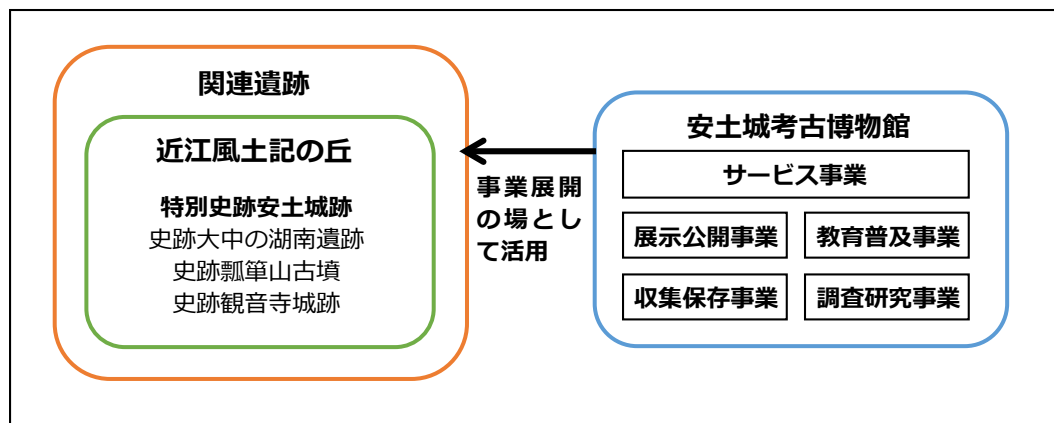 関連遺跡
近江風土記の丘
特別史跡安土城跡
史跡大中の湖南遺跡
史跡瓢箪山古墳
史跡観音寺城跡
事業展開
の場とし
て活用
安土城考古博物館
サービス事業
展示公開事業
教育普及事業
収集保存事業
調査研究事業